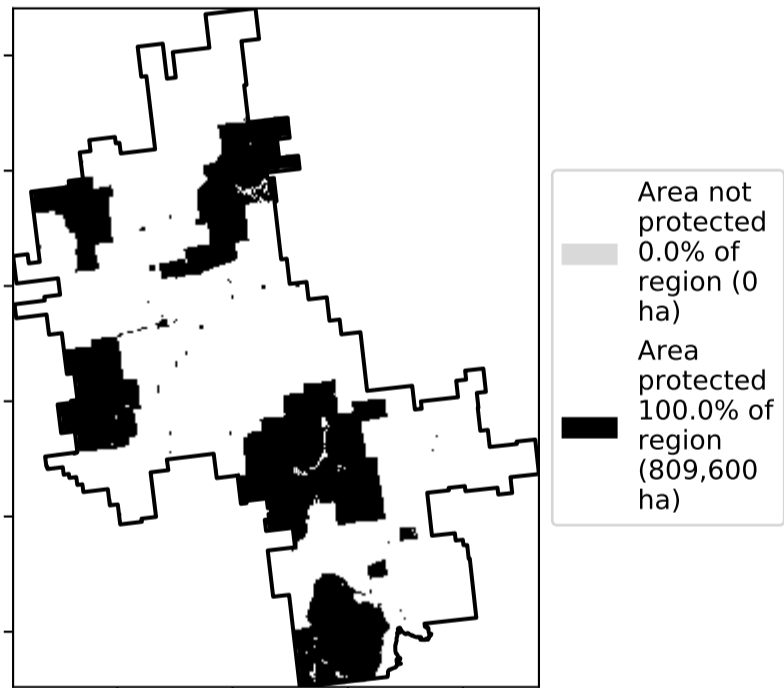 Area not
protected
0.0% of
region (0
ha)
Area
protected
100.0% of
region
(809,600
ha)